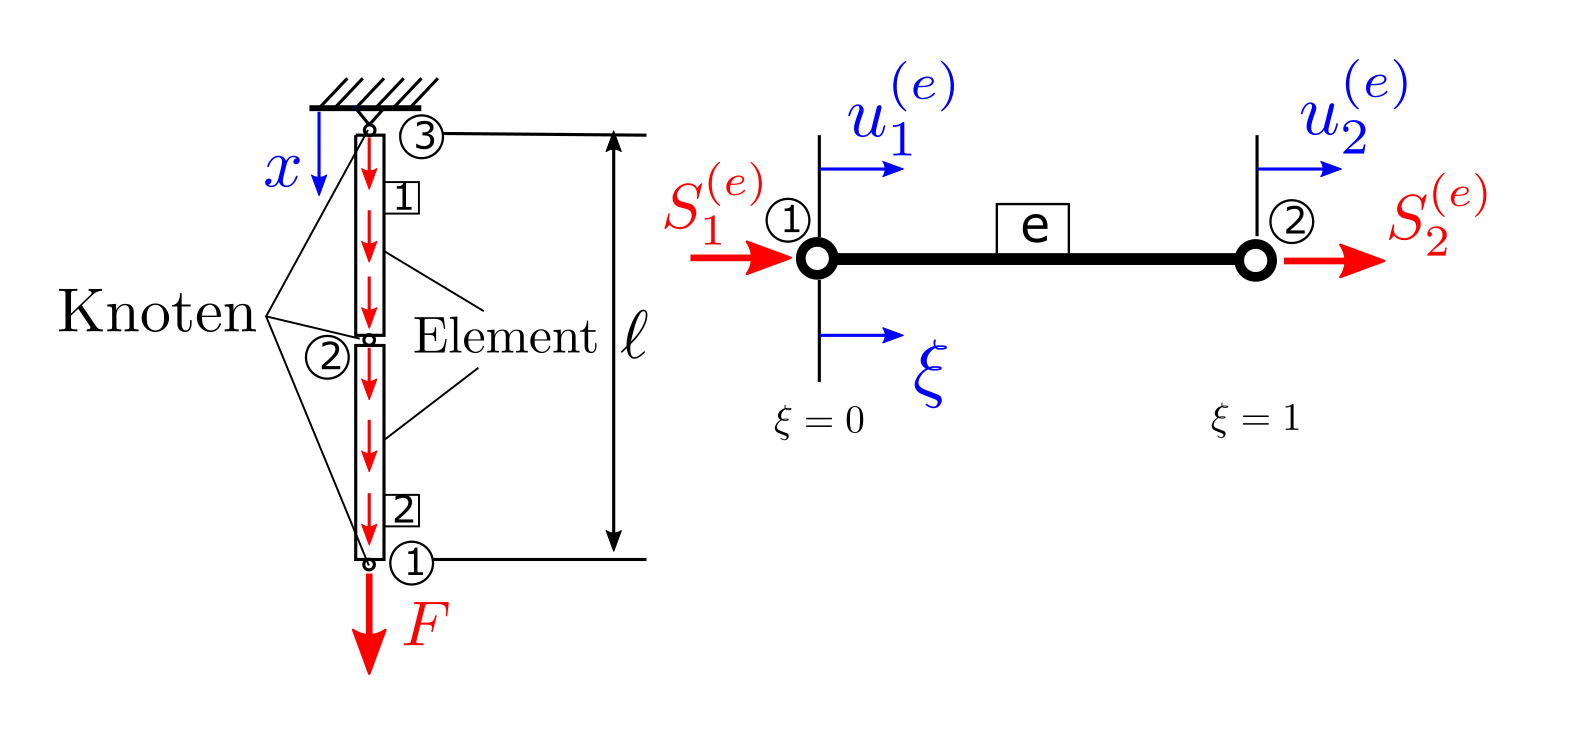 3
x
1
Knoten
Element
ℓ
2
2
1
F
u_1^{(e)}
u_2^{(e)}
S_1^{(e)}
1
e
2
S_2^{(e)}
ξ
ξ = 0
ξ = 1